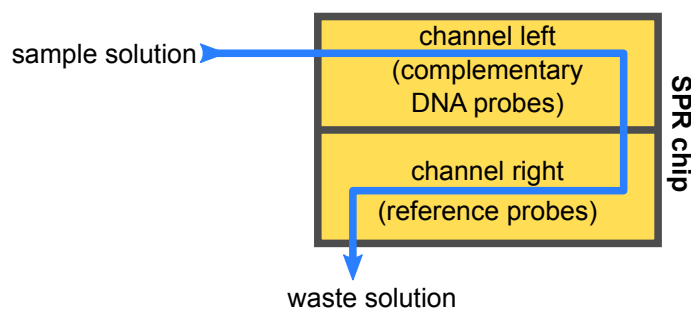 sample solution
channel left
(complementary
DNA probes)
SPR chip
channel right
(reference probes)
waste solution